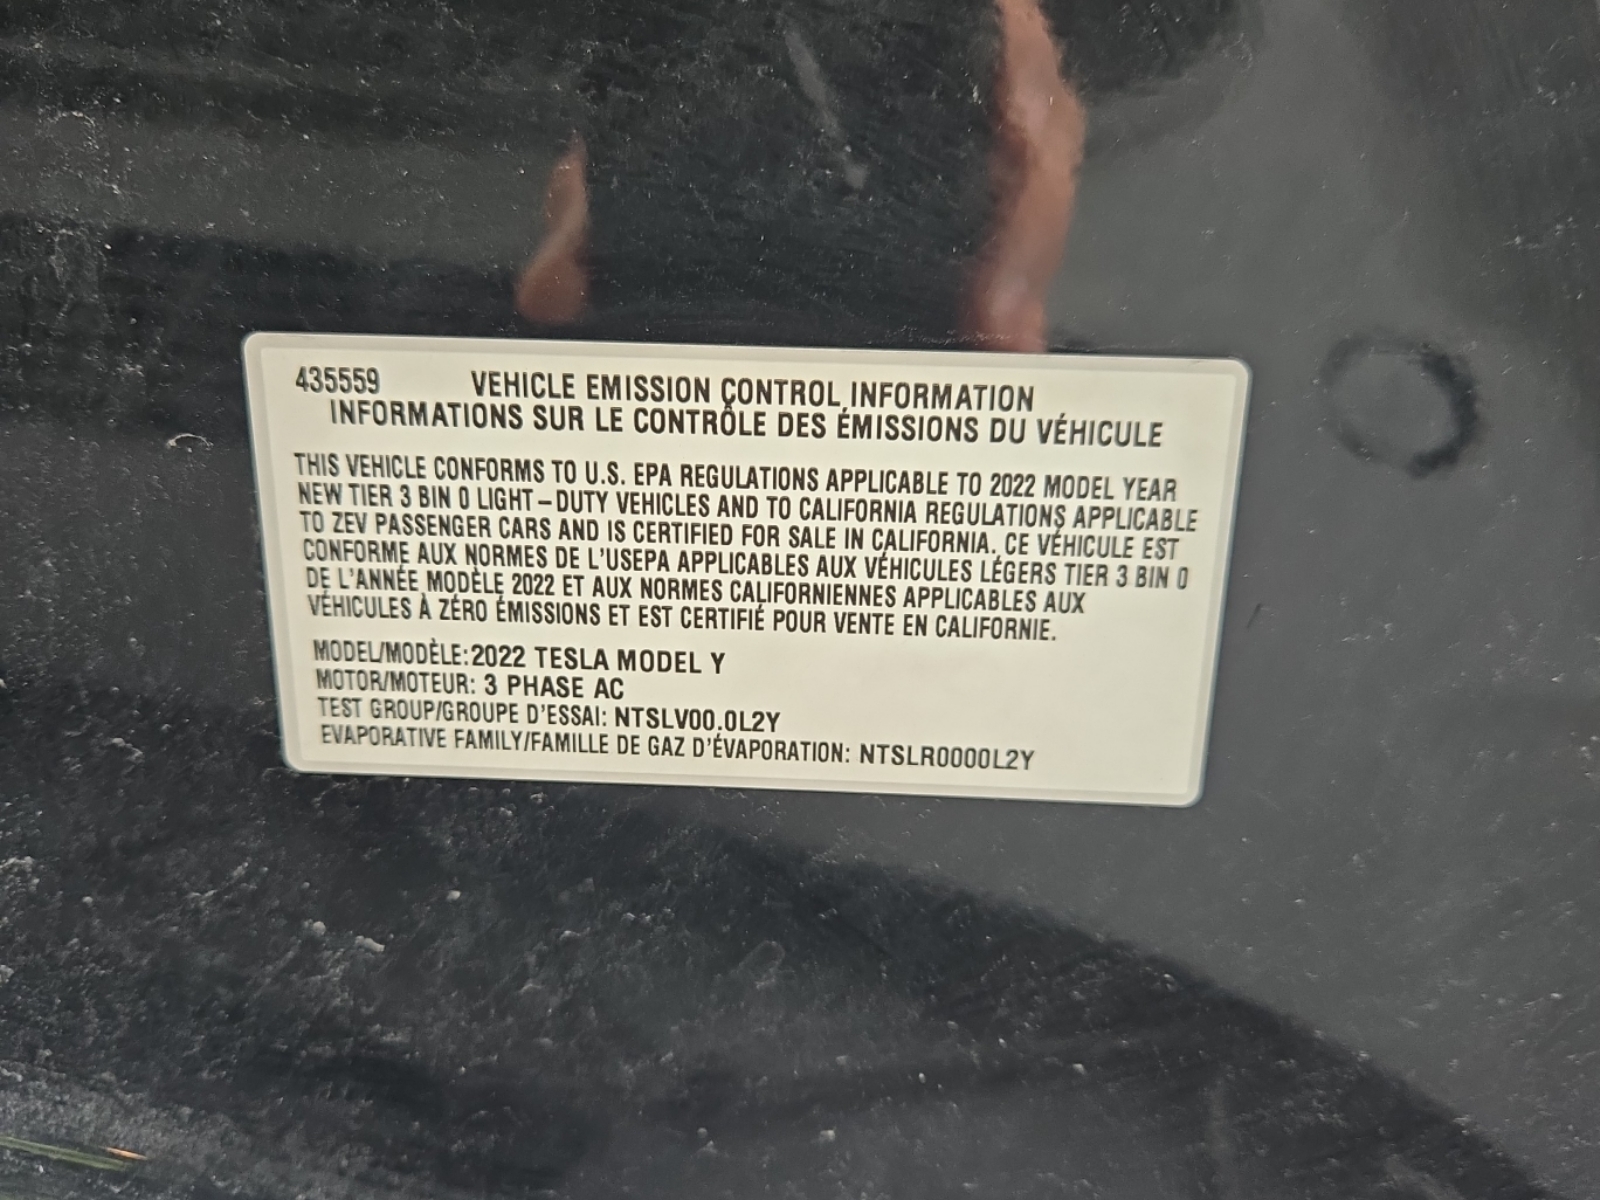 435559
VEHICLE EMISSION CONTROL INFORMATION
INFORMATIONS SUR LE CONTRÔLE DES ÉMISSIONS DU VÉHICULE
THIS VEHICLE CONFORMS TO U.S. EPA REGULATIONS APPLICABLE TO 2022 MODEL YEAR
NEW TIER 3 BIN 0 LIGHT–DUTY VEHICLES AND TO CALIFORNIA REGULATIONS APPLICABLE
TO ZEV PASSENGER CARS AND IS CERTIFIED FOR SALE IN CALIFORNIA. CE VÉHICULE EST
CONFORME AUX NORMES DE L'USEPA APPLICABLES AUX VÉHICULES LÉGERS TIER 3 BIN 0
DE L'ANNÉE MODÈLE 2022 ET AUX NORMES CALIFORNIENNES APPLICABLES AUX
VÉHICULES À ZÉRO ÉMISSIONS ET EST CERTIFIÉ POUR VENTE EN CALIFORNIE.
MODEL/MODÈLE: 2022 TESLA MODEL Y
MOTOR/MOTEUR: 3 PHASE AC
TEST GROUP/GROUPE D'ESSAI: NTSLV00.0L2Y
EVAPORATIVE FAMILY/FAMILLE DE GAZ D'ÉVAPORATION: NTSLR0000L2Y